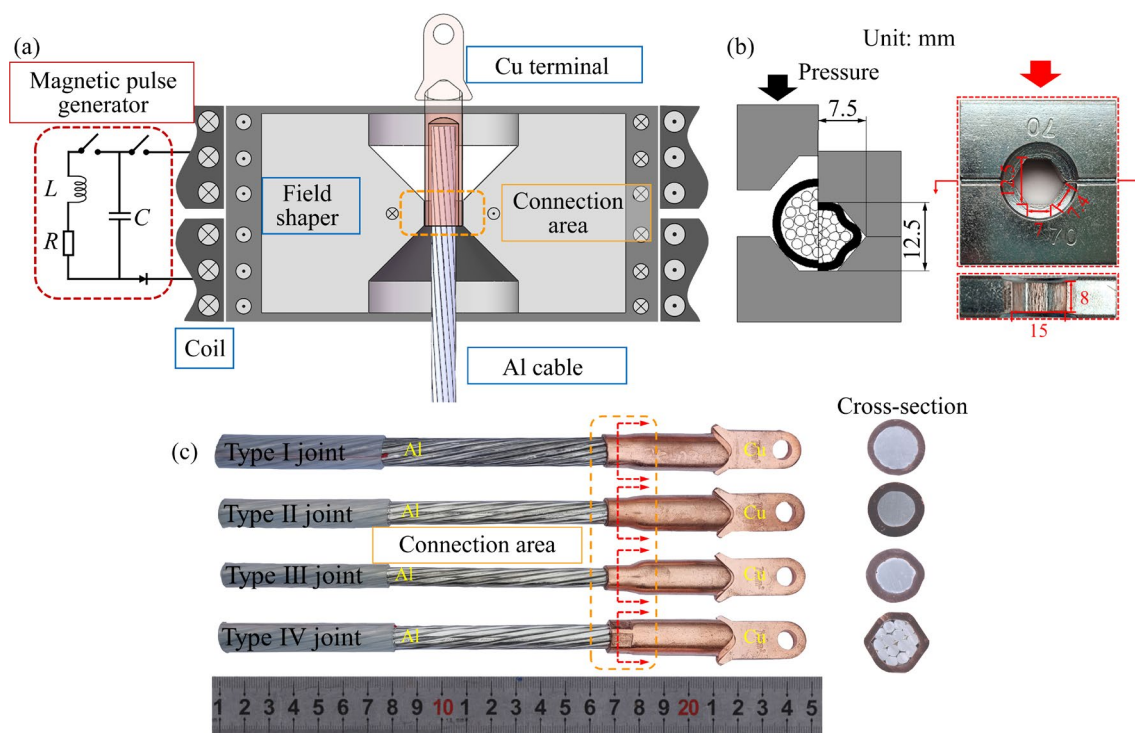 (a)
Magnetic pulse
generator
L
R
C
Coil
Field
shaper
Cu terminal
Connection
area
Al cable
(b)
Unit: mm
Pressure
7.5
12.5
70
7.4
7
70
8
15
(c)
Cross-section
Type I joint
Al
Cu
Type II joint
Al
Cu
Connection area
Type III joint
Al
Cu
Type IV joint
Al
Cu
1 2 3 4 5 6 7 8 9 10 1 2 3 4 5 6 7 8 9 20 1 2 3 4 5